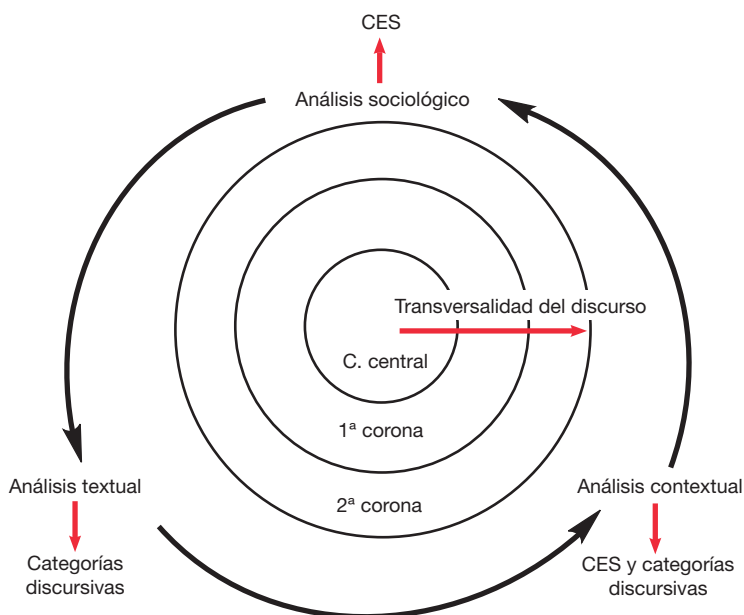 CES
Análisis sociológico
Transversalidad del discurso
C. central
1ª corona
2ª corona
Análisis textual
Categorías
discursivas
Análisis contextual
CES y categorías
discursivas